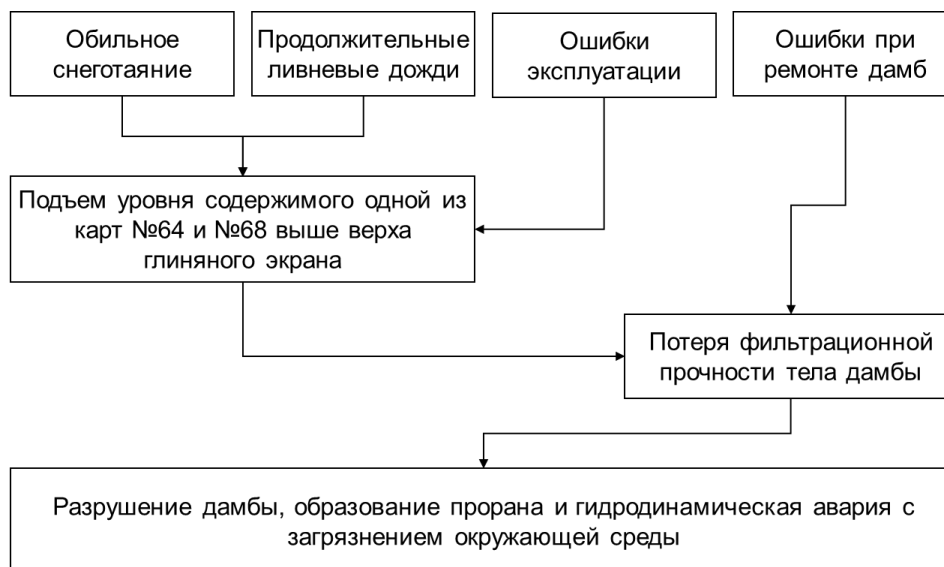 Обильное
снеготаяние
Продолжительные
ливневые дожди
Ошибки
эксплуатации
Ошибки при
ремонте дамб
Подъем уровня содержимого одной из
карт №64 и №68 выше верха
глиняного экрана
Потеря фильтрационной
прочности тела дамбы
Разрушение дамбы, образование прорана и гидродинамическая авария с
загрязнением окружающей среды